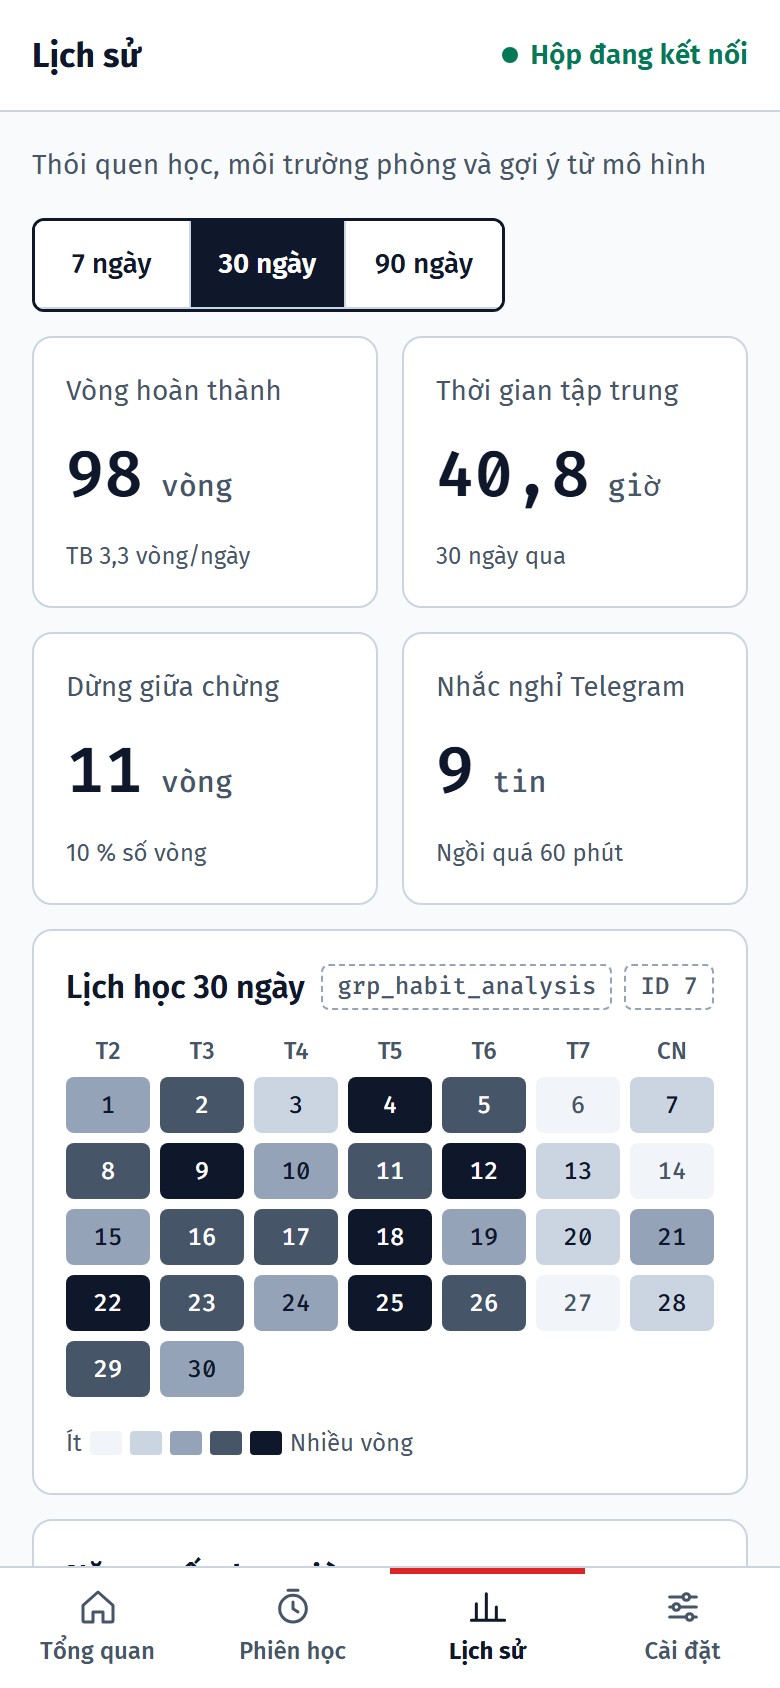 Lịch sử
Hộp đang kết nối
Thói quen học, môi trường phòng và gợi ý từ mô hình
7 ngày 30 ngày 90 ngày
Vòng hoàn thành
98 vòng
TB 3,3 vòng/ngày
Thời gian tập trung
40,8 giờ
30 ngày qua
Dừng giữa chừng
11 vòng
10 % số vòng
Nhắc nghỉ Telegram
9 tin
Ngồi quá 60 phút
Lịch học 30 ngày grp_habit_analysis ID 7
T2 T3 T4 T5 T6 T7 CN
1 2 3 4 5 6 7
8 9 10 11 12 13 14
15 16 17 18 19 20 21
22 23 24 25 26 27 28
29 30
Ít Nhiều vòng
Tổng quan Phiên học Lịch sử Cài đặt